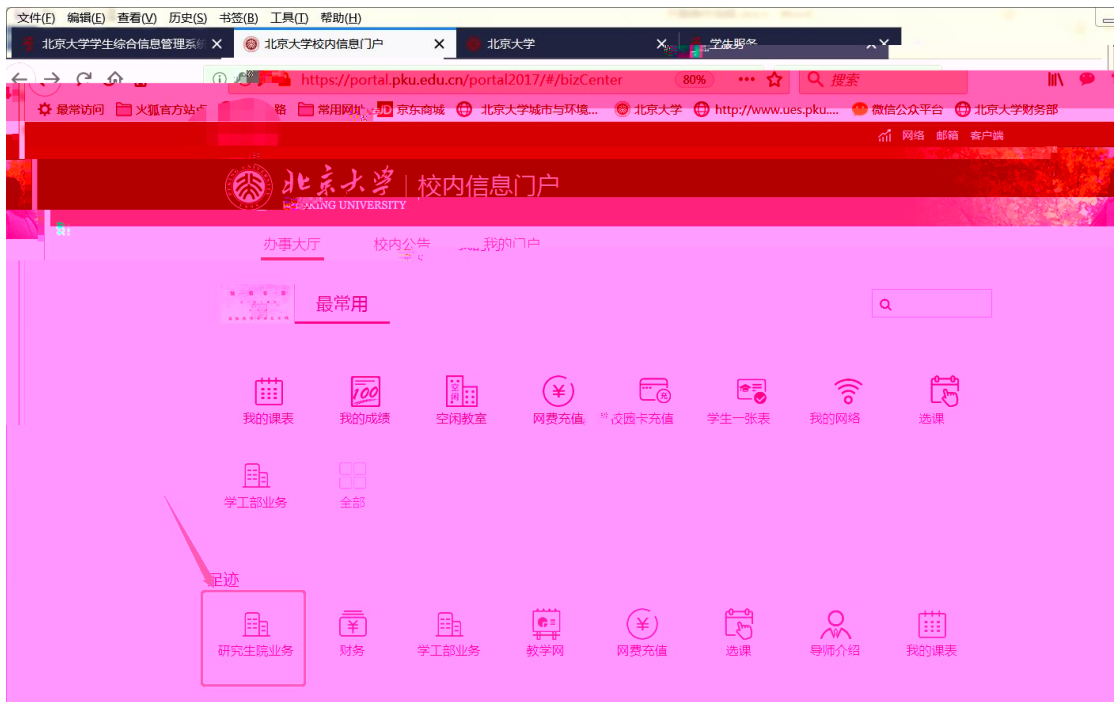 文件(F) 编辑(E) 查看(V) 历史(S) 书签(B) 工具(T) 帮助(H)
北京大学学生综合信息管理系统 北京大学校内信息门户 北京大学
https://portal.pku.edu.cn/portal2017/#/bizCenter 80% 搜索
最常访问 火狐官方站点 常用网址 京东商城 北京大学城市与环境... 北京大学 http://www.ues.pku.... 微信公众平台 北京大学财务部
网络 邮箱 客户端
北京大学 校内信息门户
PEKING UNIVERSITY
办事大厅 校内公告 我的门户
最常用
我的课表 我的成绩 空闲教室 网费充值 校园卡充值 学生一张表 我的网络 选课
学工部业务 全部
足迹
研究生院业务 财务 学工部业务 教学网 网费充值 选课 导师介绍 我的课表